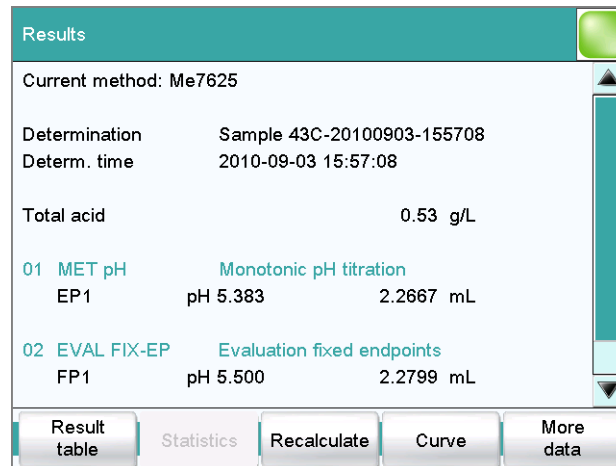 Results
Current method: Me7625
Determination Sample 43C-20100903-155708
Determ. time 2010-09-03 15:57:08
Total acid 0.53 g/L
01 MET pH Monotonic pH titration
EP1 pH 5.383 2.2667 mL
02 EVAL FIX-EP Evaluation fixed endpoints
FP1 pH 5.500 2.2799 mL
Result table
Statistics
Recalculate
Curve
More data